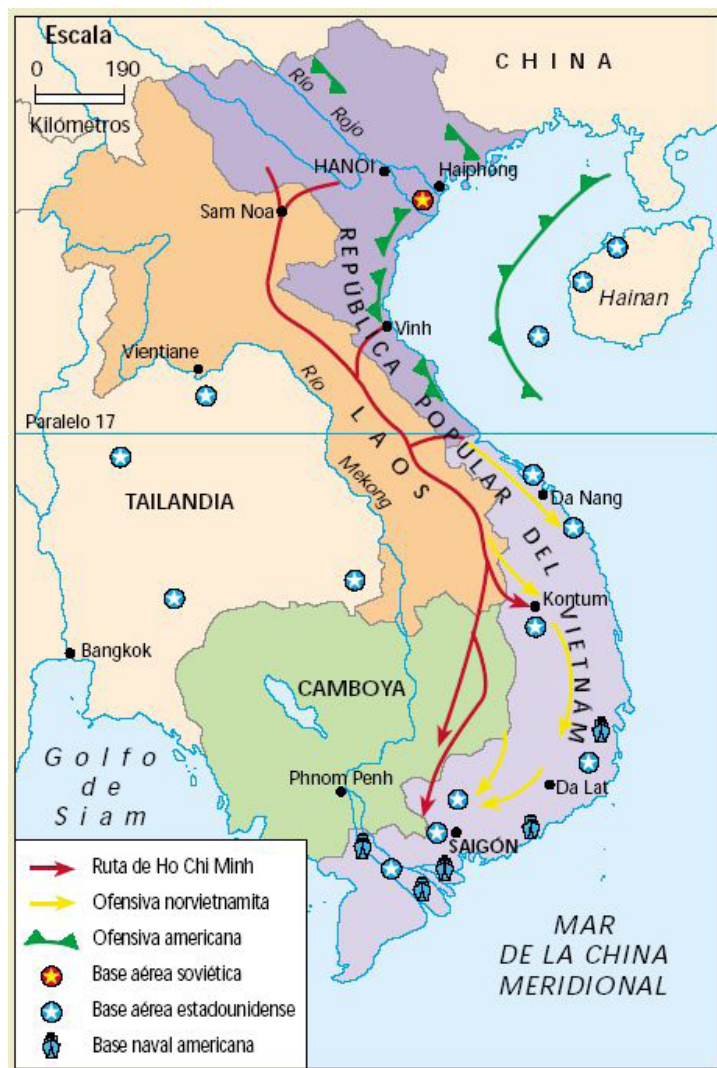 Escala
0 190
Kilómetros
CHINA
Río Rojo
HANÓI
Haiphong
Sam Noa
Hainan
REPÚBLICA POPULAR DEL VIETNÁM
Vinh
Vientiane
Río Mekong
LAOS
Paralelo 17
TAILANDIA
Da Nang
Kontum
Bangkok
CAMBOYA
Golfo
de
Siam
Phnom Penh
Da Lat
SAIGÓN
MAR
DE LA CHINA
MERIDIONAL
Ruta de Ho Chi Minh
Ofensiva norvietnamita
Ofensiva americana
Base aérea soviética
Base aérea estadounidense
Base naval americana